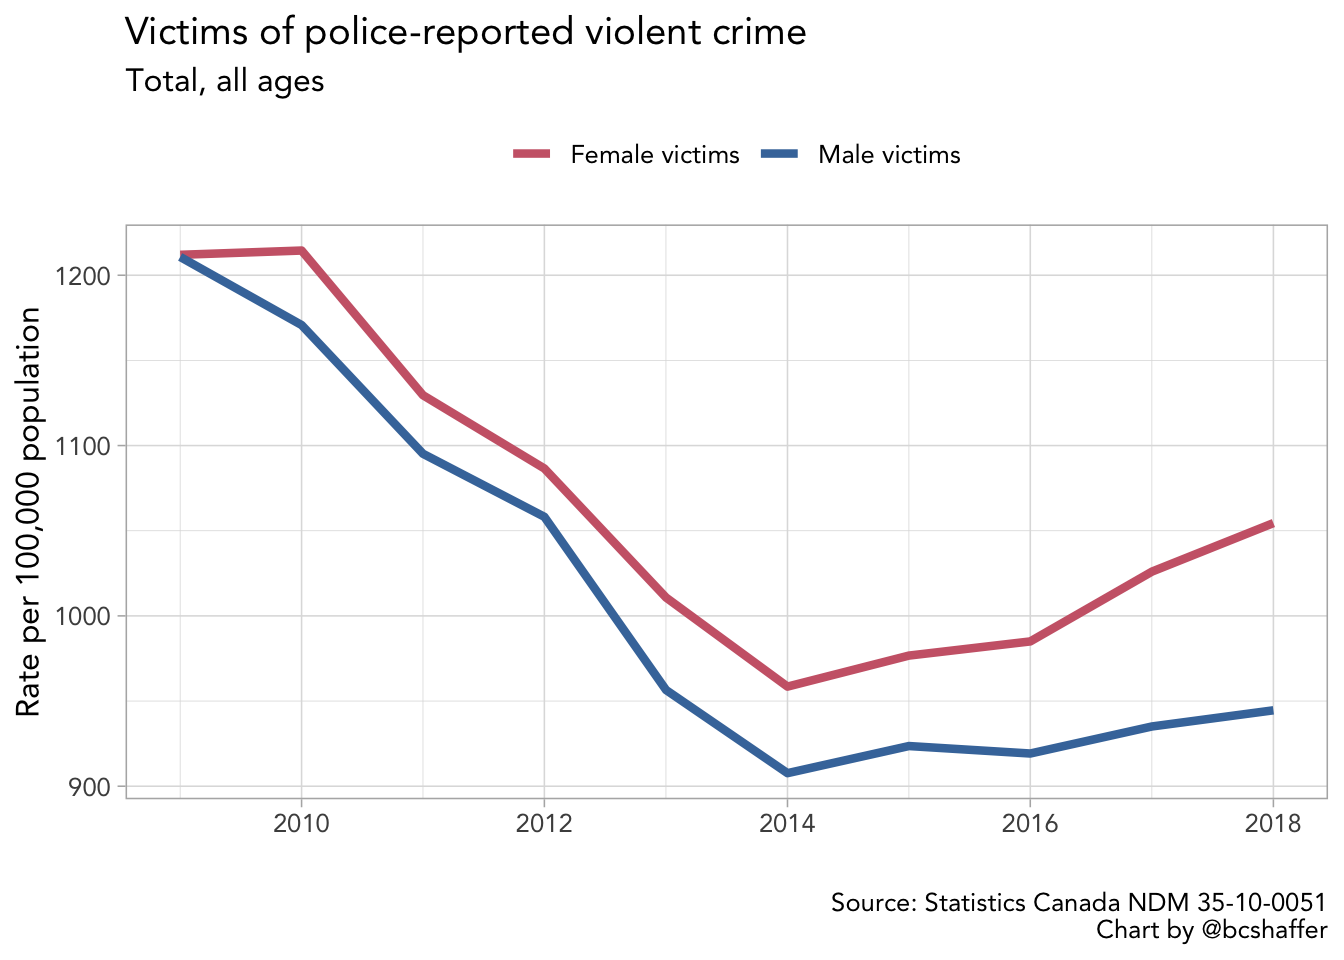 Victims of police-reported violent crime
Total, all ages
Female victims
Male victims
Rate per 100,000 population
1200
1100
1000
900
2010
2012
2014
2016
2018
Source: Statistics Canada NDM 35-10-0051
Chart by @bcshaffer